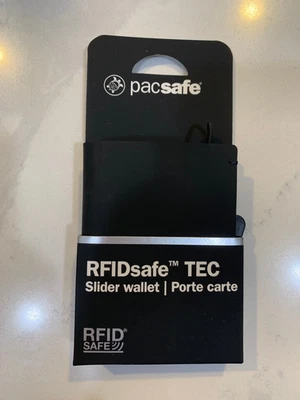 pacsafe®
RFIDsafe™ TEC
Slider wallet | Porte carte
RFID®
SAFE